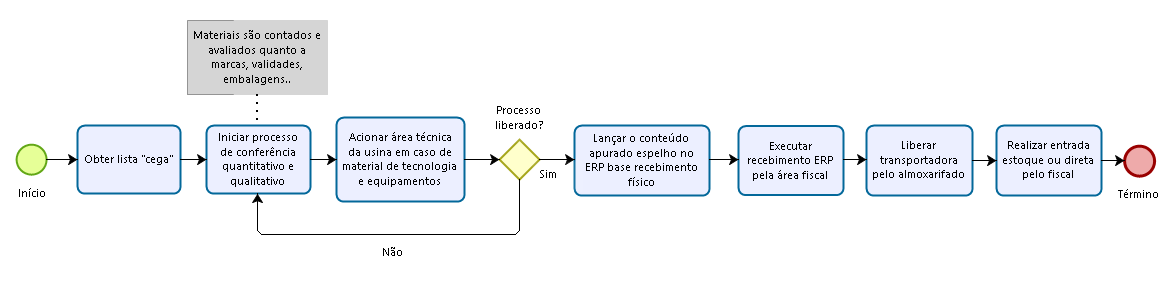 Materiais são contados e
avaliados quanto a
marcas, validades,
embalagens..
Início
Obter lista "cega"
Iniciar processo
de conferência
quantitativo e
qualitativo
Acionar área técnica
da usina em caso de
material de tecnologia
e equipamentos
Processo
liberado?
Sim
Não
Lançar o conteúdo
apurado espelho no
ERP base recebimento
físico
Executar
recebimento ERP
pela área fiscal
Liberar
transportadora
pelo almoxarifado
Realizar entrada
estoque ou direta
pelo fiscal
Término